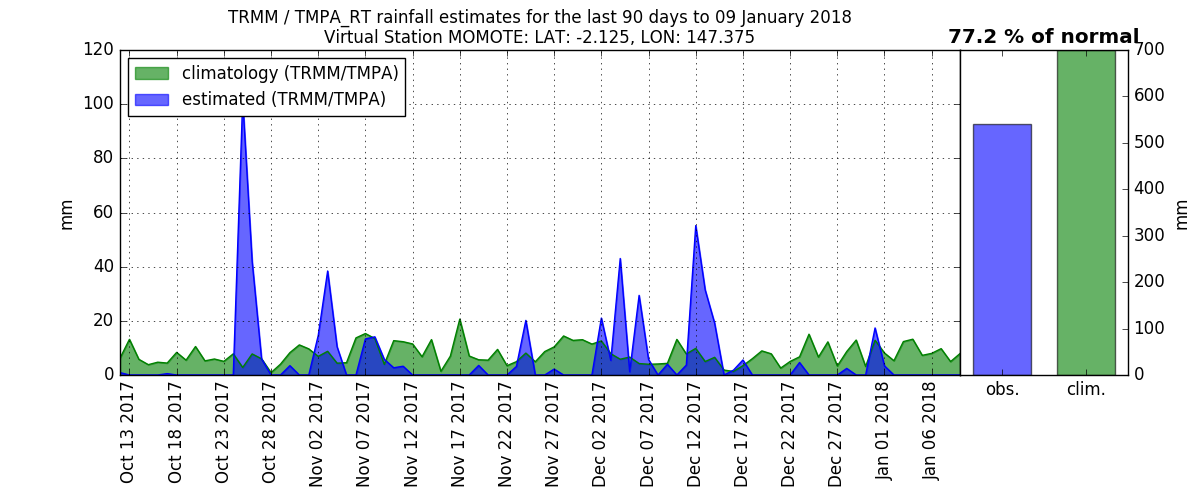 TRMM / TMPA_RT rainfall estimates for the last 90 days to 09 January 2018
Virtual Station MOMOTE: LAT: -2.125, LON: 147.375
77.2 % of normal
climatology (TRMM/TMPA)
estimated (TRMM/TMPA)
120
100
80
60
40
20
0
mm
Oct 13 2017
Oct 18 2017
Oct 23 2017
Oct 28 2017
Nov 02 2017
Nov 07 2017
Nov 12 2017
Nov 17 2017
Nov 22 2017
Nov 27 2017
Dec 02 2017
Dec 07 2017
Dec 12 2017
Dec 17 2017
Dec 22 2017
Dec 27 2017
Jan 01 2018
Jan 06 2018
obs.
clim.
700
600
500
400
300
200
100
0
mm